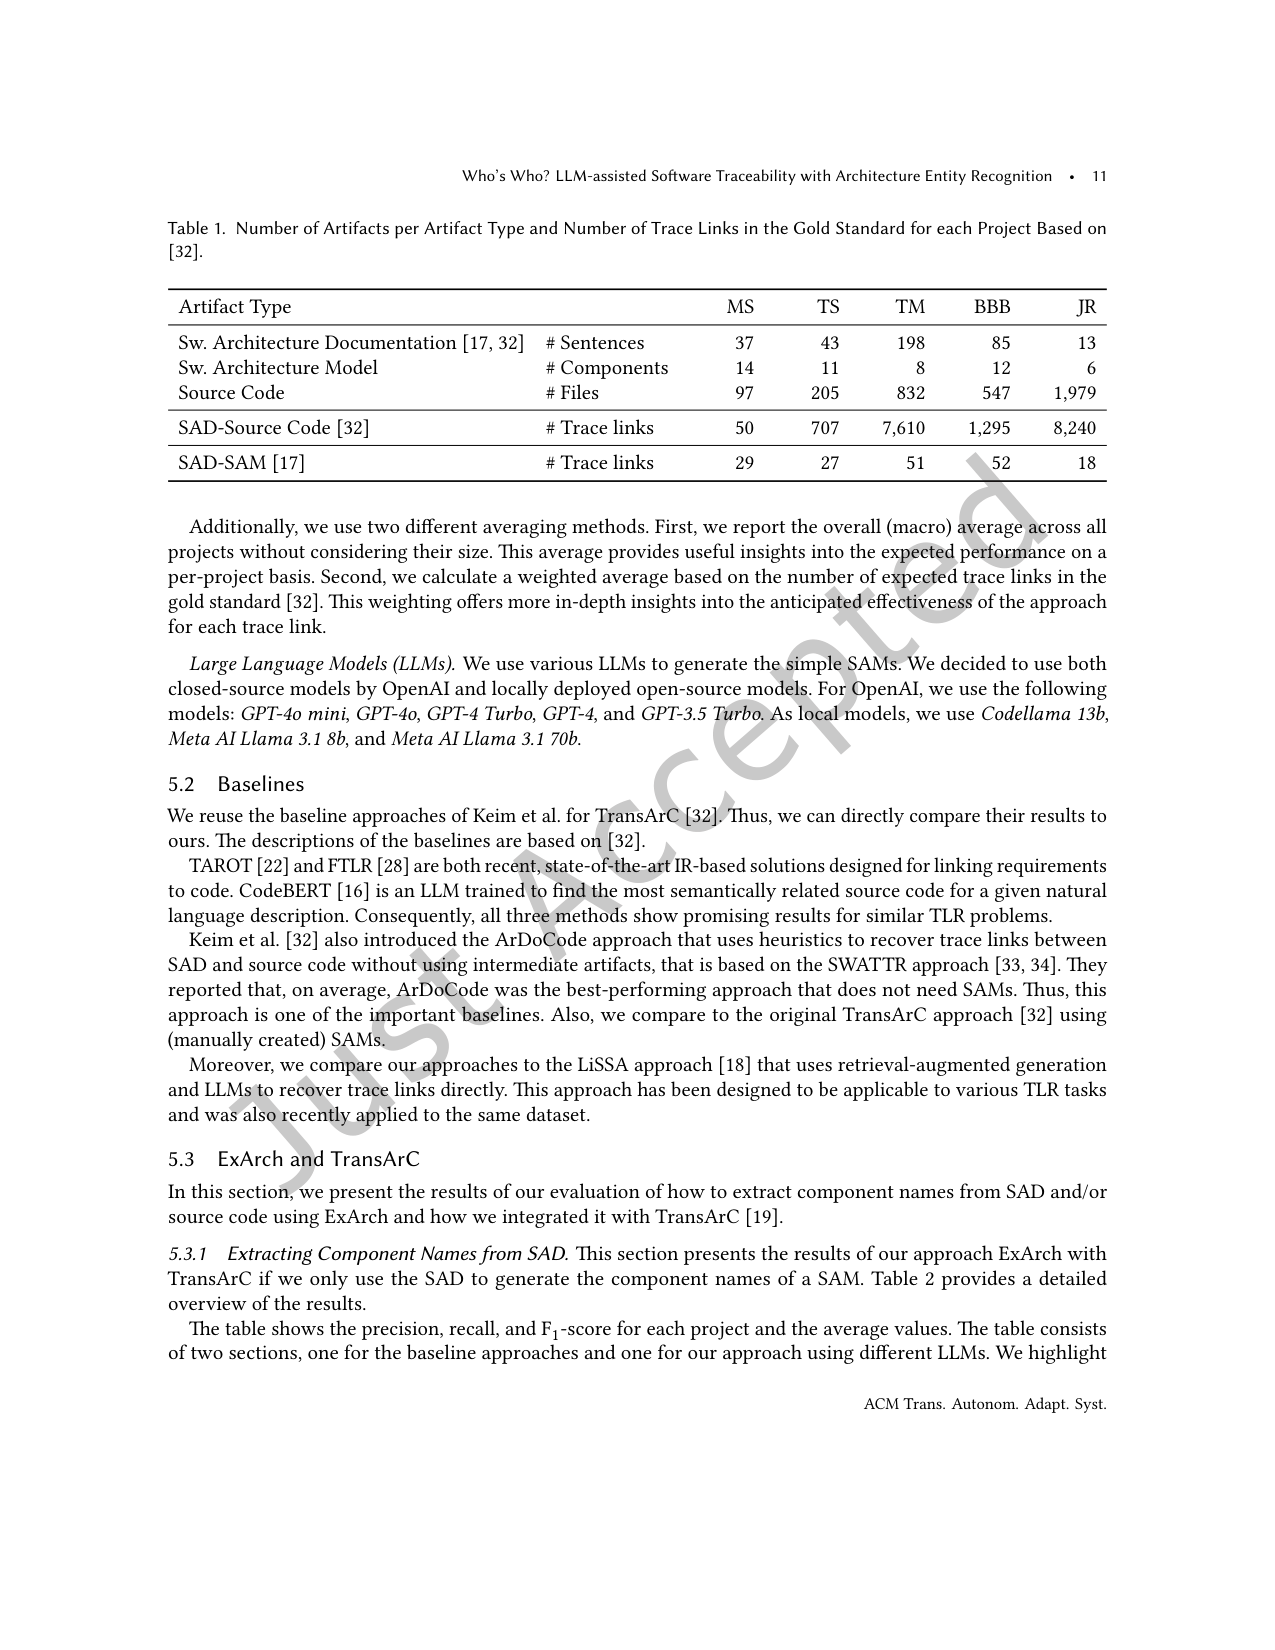 Who's Who? LLM-assisted Software Traceability with Architecture Entity Recognition • 11
Table 1. Number of Artifacts per Artifact Type and Number of Trace Links in the Gold Standard for each Project Based on
[32].
Artifact Type MS TS TM BBB JR
Sw. Architecture Documentation [17, 32] # Sentences 37 43 198 85 13
Sw. Architecture Model # Components 14 11 8 12 6
Source Code # Files 97 205 832 547 1,979
SAD-Source Code [32] # Trace links 50 707 7,610 1,295 8,240
SAD-SAM [17] # Trace links 29 27 51 52 18
Additionally, we use two different averaging methods. First, we report the overall (macro) average across all
projects without considering their size. This average provides useful insights into the expected performance on a
per-project basis. Second, we calculate a weighted average based on the number of expected trace links in the
gold standard [32]. This weighting offers more in-depth insights into the anticipated effectiveness of the approach
for each trace link.
Large Language Models (LLMs). We use various LLMs to generate the simple SAMs. We decided to use both
closed-source models by OpenAI and locally deployed open-source models. For OpenAI, we use the following
models: GPT-4o mini, GPT-4o, GPT-4 Turbo, GPT-4, and GPT-3.5 Turbo. As local models, we use Codellama 13b,
Meta AI Llama 3.1 8b, and Meta AI Llama 3.1 70b.
5.2 Baselines
We reuse the baseline approaches of Keim et al. for TransArC [32]. Thus, we can directly compare their results to
ours. The descriptions of the baselines are based on [32].
TAROT [22] and FTLR [28] are both recent, state-of-the-art IR-based solutions designed for linking requirements
to code. CodeBERT [16] is an LLM trained to find the most semantically related source code for a given natural
language description. Consequently, all three methods show promising results for similar TLR problems.
Keim et al. [32] also introduced the ArDoCode approach that uses heuristics to recover trace links between
SAD and source code without using intermediate artifacts, that is based on the SWATTR approach [33, 34]. They
reported that, on average, ArDoCode was the best-performing approach that does not need SAMs. Thus, this
approach is one of the important baselines. Also, we compare to the original TransArC approach [32] using
(manually created) SAMs.
Moreover, we compare our approaches to the LiSSA approach [18] that uses retrieval-augmented generation
and LLMs to recover trace links directly. This approach has been designed to be applicable to various TLR tasks
and was also recently applied to the same dataset.
5.3 ExArch and TransArC
In this section, we present the results of our evaluation of how to extract component names from SAD and/or
source code using ExArch and how we integrated it with TransArC [19].
5.3.1 Extracting Component Names from SAD. This section presents the results of our approach ExArch with
TransArC if we only use the SAD to generate the component names of a SAM. Table 2 provides a detailed
overview of the results.
The table shows the precision, recall, and F1-score for each project and the average values. The table consists
of two sections, one for the baseline approaches and one for our approach using different LLMs. We highlight
ACM Trans. Autonom. Adapt. Syst.
Just Accepted